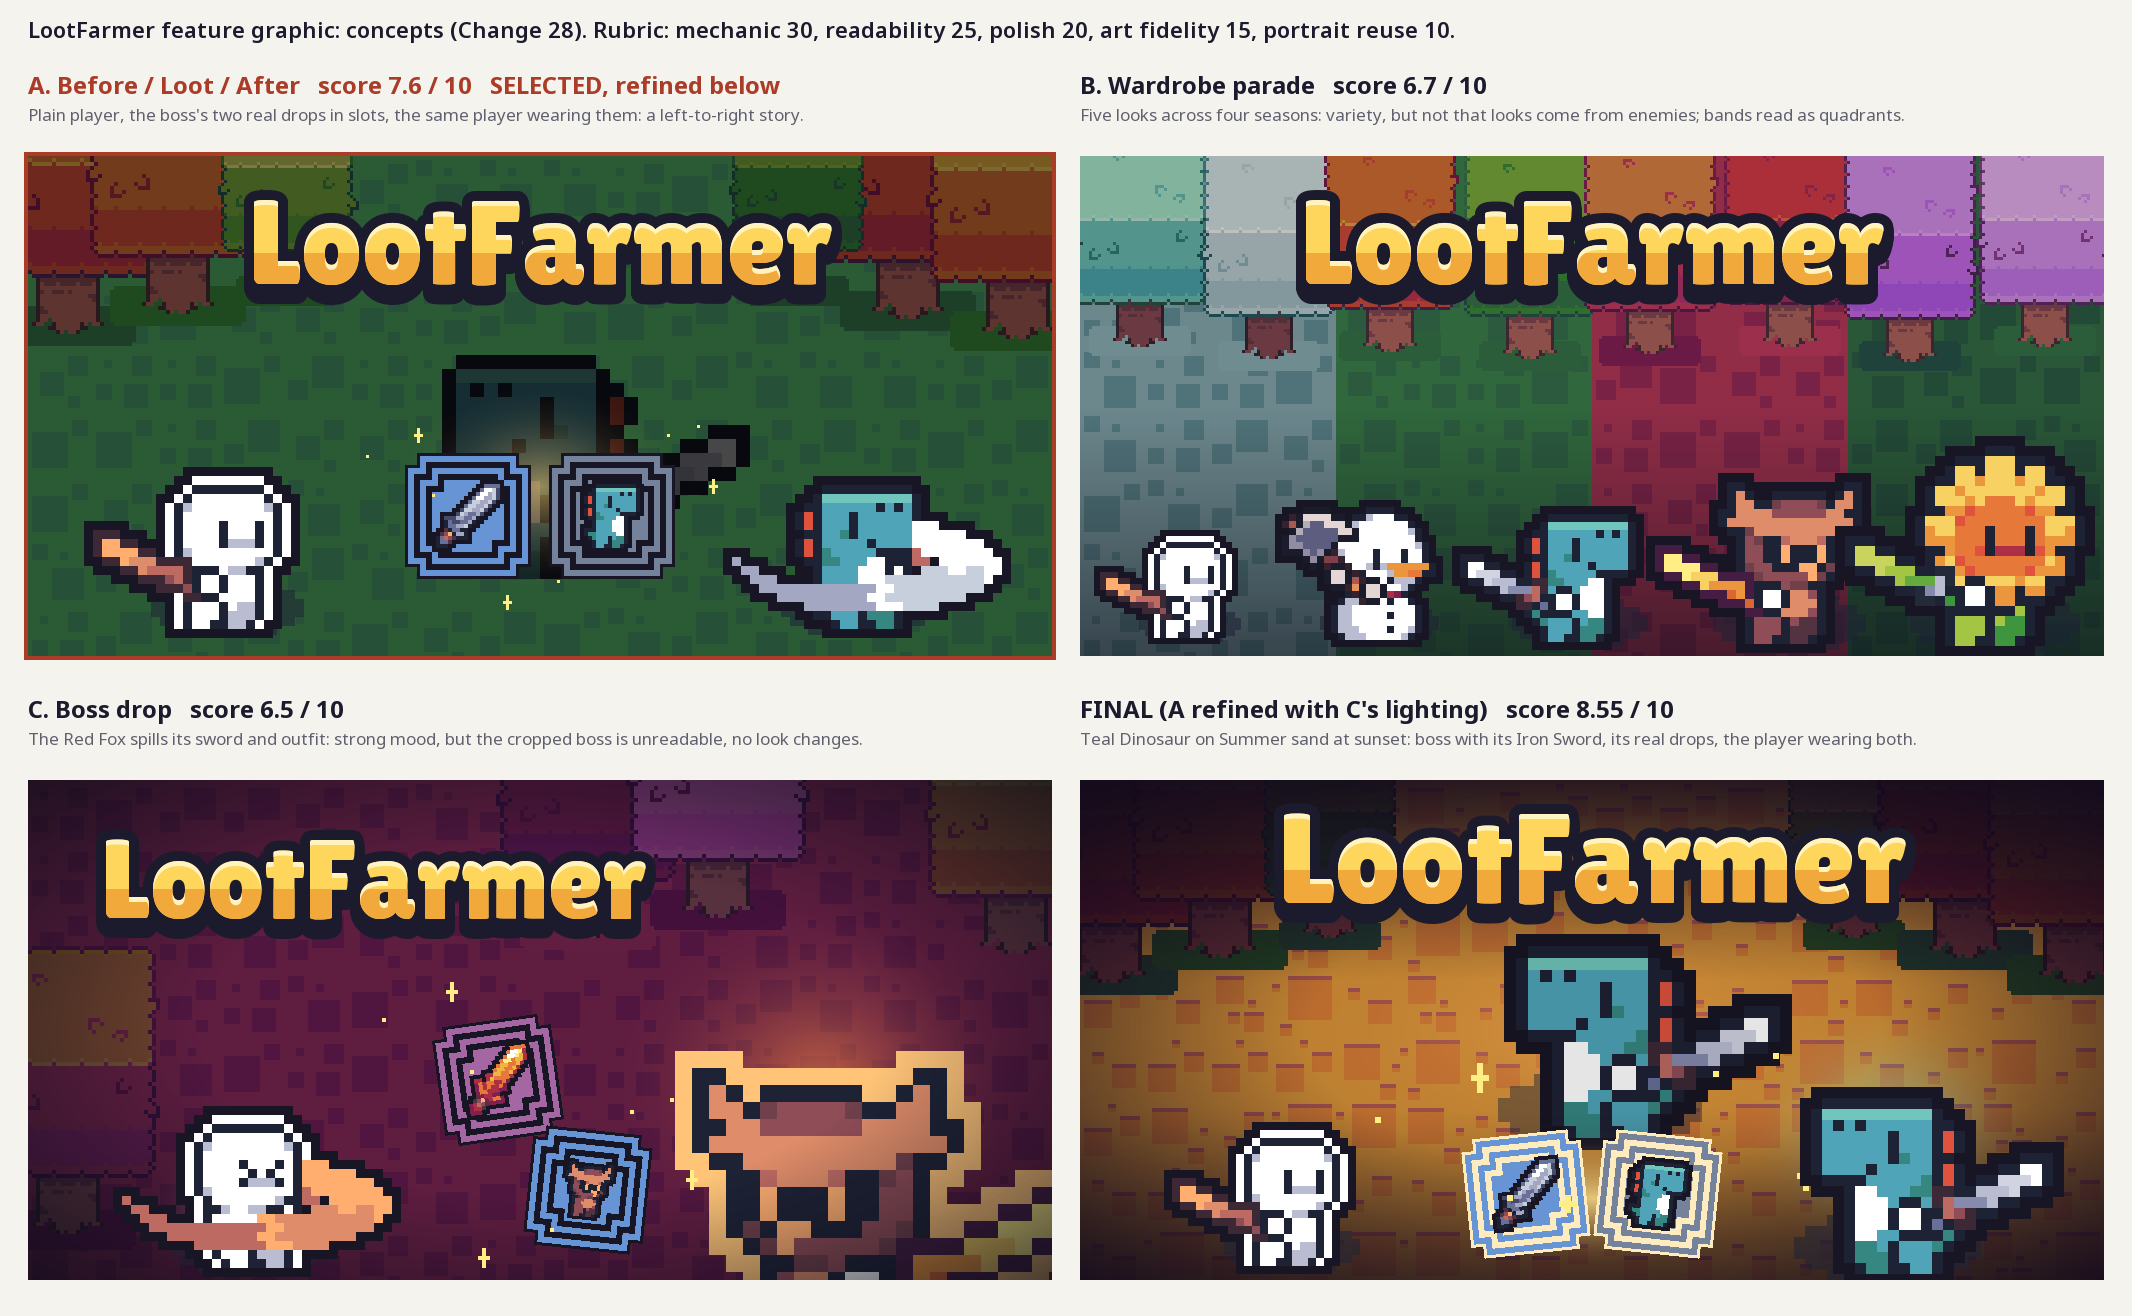 LootFarmer feature graphic: concepts (Change 28). Rubric: mechanic 30, readability 25, polish 20, art fidelity 15, portrait reuse 10.
A. Before / Loot / After score 7.6 / 10 SELECTED, refined below
Plain player, the boss's two real drops in slots, the same player wearing them: a left-to-right story.
LootFarmer
B. Wardrobe parade score 6.7 / 10
Five looks across four seasons: variety, but not that looks come from enemies; bands read as quadrants.
LootFarmer
C. Boss drop score 6.5 / 10
The Red Fox spills its sword and outfit: strong mood, but the cropped boss is unreadable, no look changes.
LootFarmer
FINAL (A refined with C's lighting) score 8.55 / 10
Teal Dinosaur on Summer sand at sunset: boss with its Iron Sword, its real drops, the player wearing both.
LootFarmer